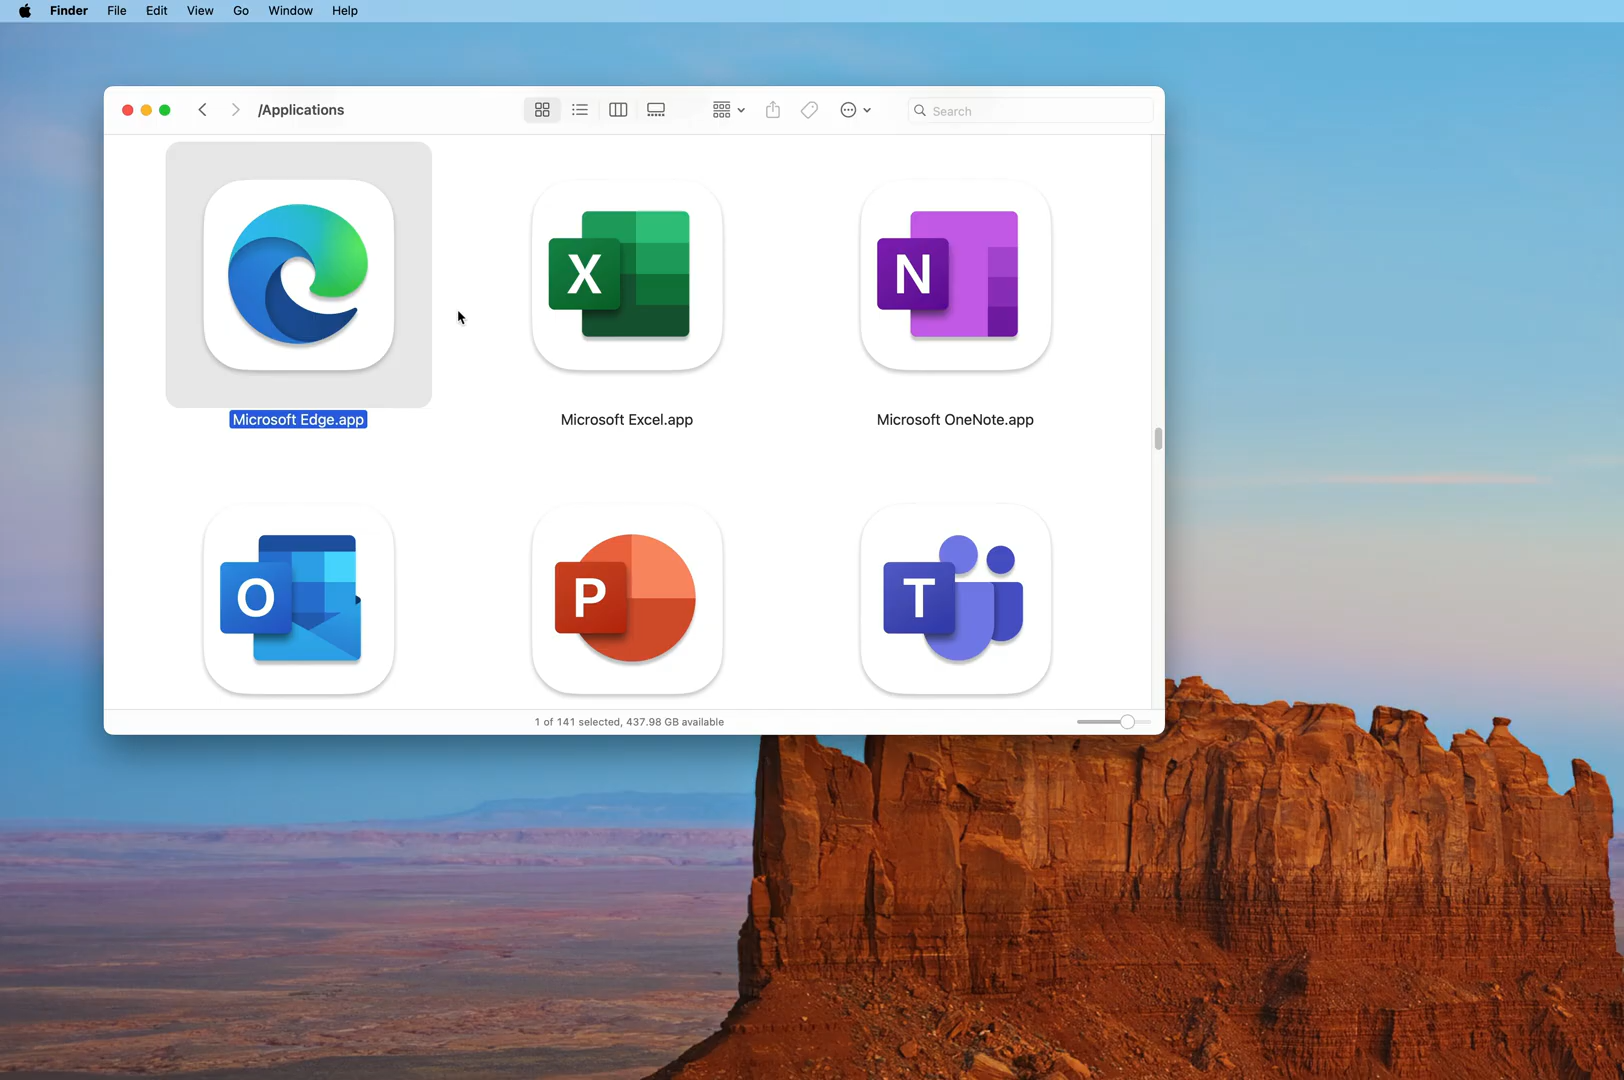 Finder File Edit View Go Window Help
/Applications
Search
X
N
Microsoft Edge.app
Microsoft Excel.app
Microsoft OneNote.app
O
P
T
1 of 141 selected, 437.98 GB available